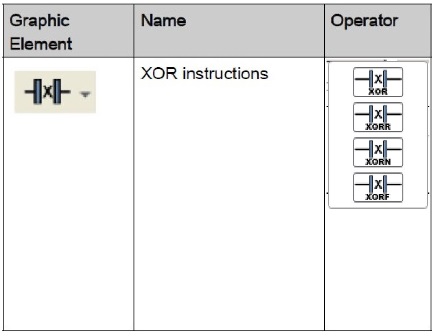 Graphic
Element
Name
Operator
XOR instructions
X
X
XOR
X
XORR
X
XORN
X
XORF